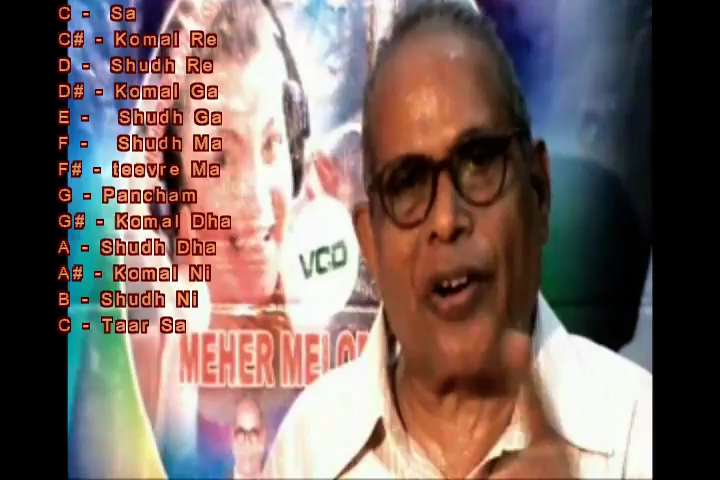 C - Sa
C# - Komal Re
D - Shudh Re
D# - Komal Ga
E - Shudh Ga
F - Shudh Ma
F# - teevre Ma
G - Pancham
G# - Komal Dha
A - Shudh Dha
A# - Komal Ni
B - Shudh Ni
C - Taar Sa
VCD
MEHER